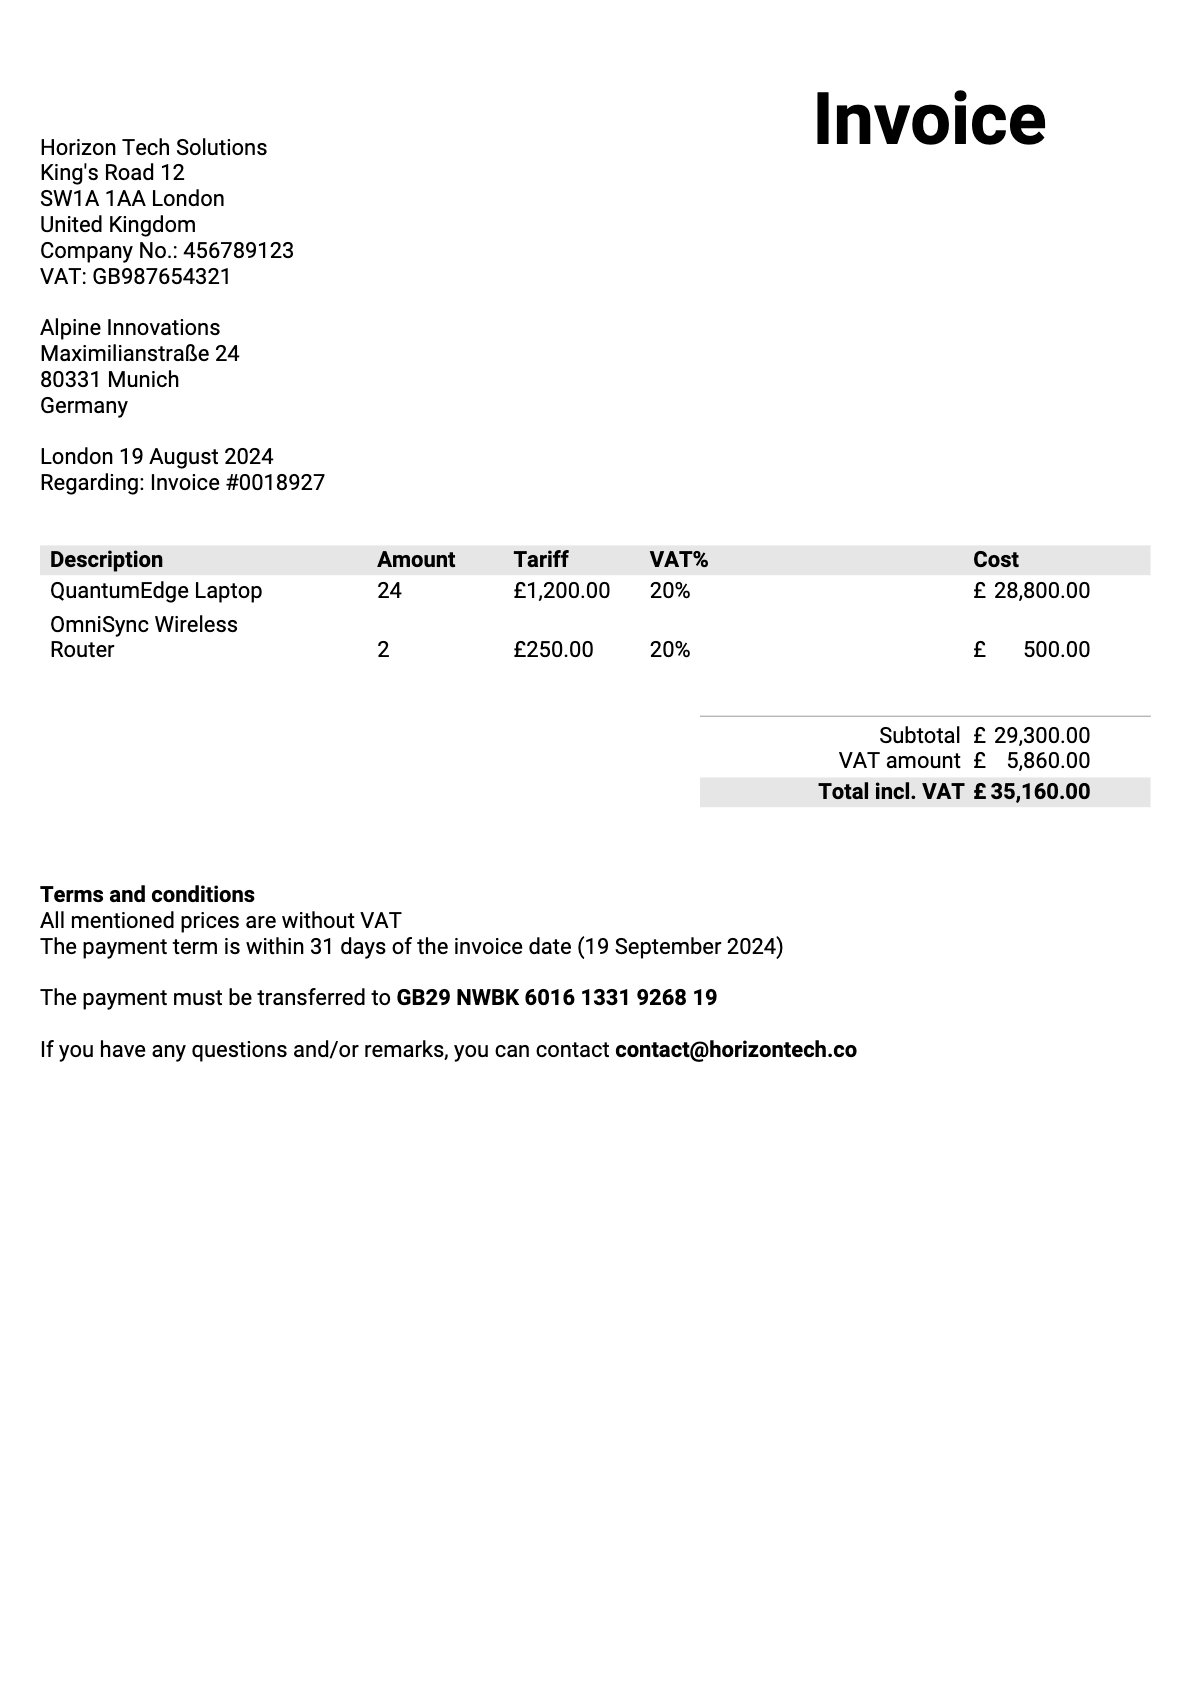 Invoice
Horizon Tech Solutions
King's Road 12
SW1A 1AA London
United Kingdom
Company No.: 456789123
VAT: GB987654321
Alpine Innovations
Maximilianstraße 24
80331 Munich
Germany
London 19 August 2024
Regarding: Invoice #0018927
Description Amount Tariff VAT% Cost
QuantumEdge Laptop 24 £1,200.00 20% £ 28,800.00
OmniSync Wireless
Router 2 £250.00 20% £ 500.00
Subtotal £ 29,300.00
VAT amount £ 5,860.00
Total incl. VAT £ 35,160.00
Terms and conditions
All mentioned prices are without VAT
The payment term is within 31 days of the invoice date (19 September 2024)
The payment must be transferred to GB29 NWBK 6016 1331 9268 19
If you have any questions and/or remarks, you can contact contact@horizontech.co